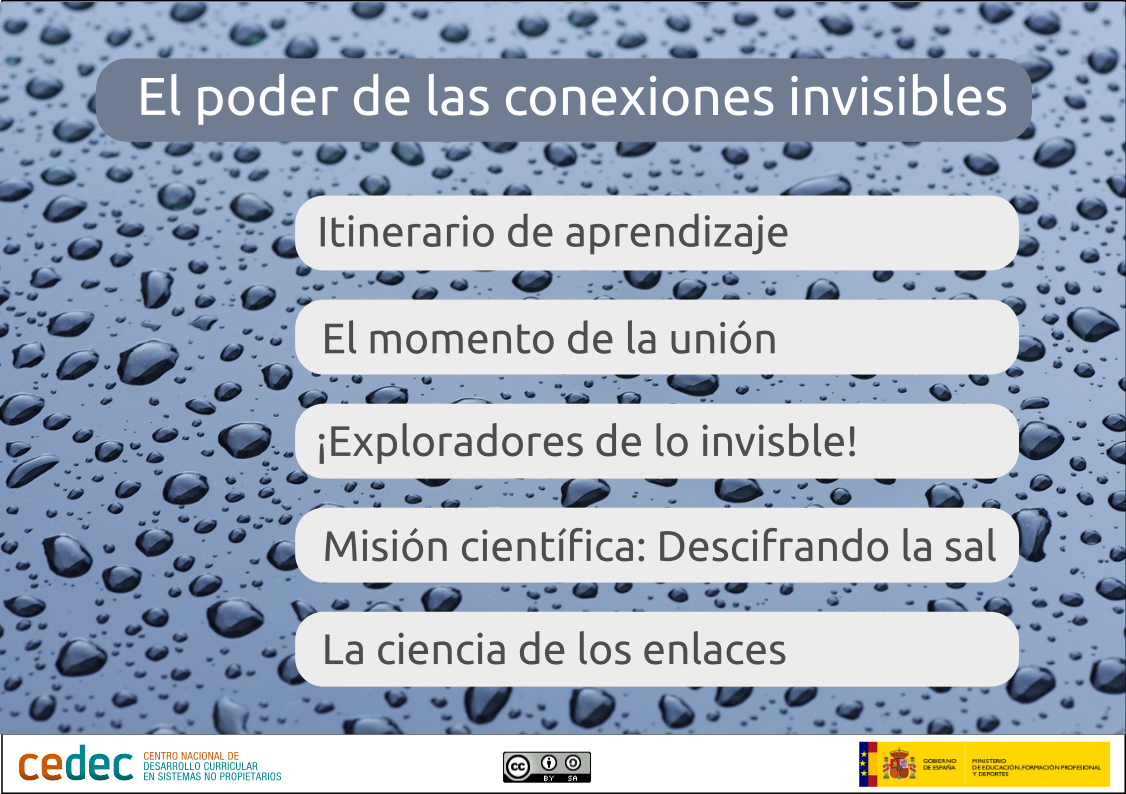 El poder de las conexiones invisibles
Itinerario de aprendizaje
El momento de la unión
¡Exploradores de lo invisble!
Misión científica: Descifrando la sal
La ciencia de los enlaces
cedec
CENTRO NACIONAL DE
DESARROLLO CURRICULAR
EN SISTEMAS NO PROPIETARIOS
cc
BY SA
GOBIERNO
DE ESPAÑA
MINISTERIO
DE EDUCACIÓN, FORMACIÓN PROFESIONAL
Y DEPORTES